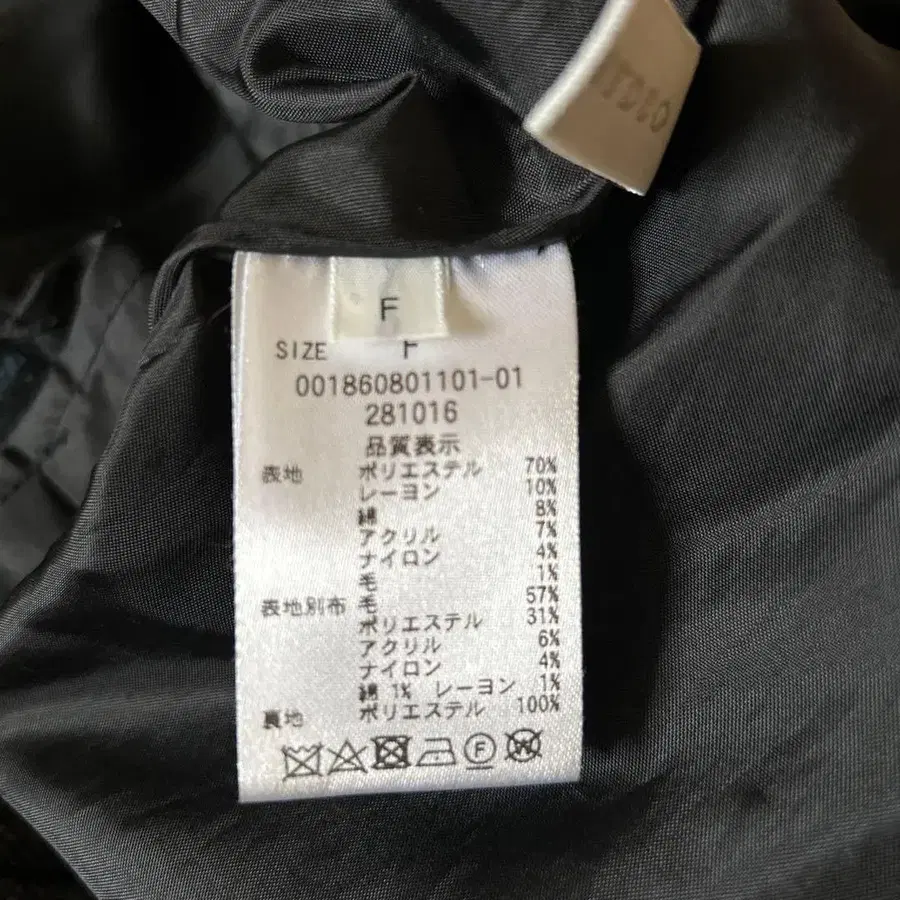 F
SIZE F
001860801101-01
281016
品質表示
表地 ポリエステル 70%
レーヨン 10%
綿 8%
アクリル 7%
ナイロン 4%
毛 1%
表地別布 毛 57%
ポリエステル 31%
アクリル 6%
ナイロン 4%
綿 1% レーヨン 1%
裏地 ポリエステル 100%
F W